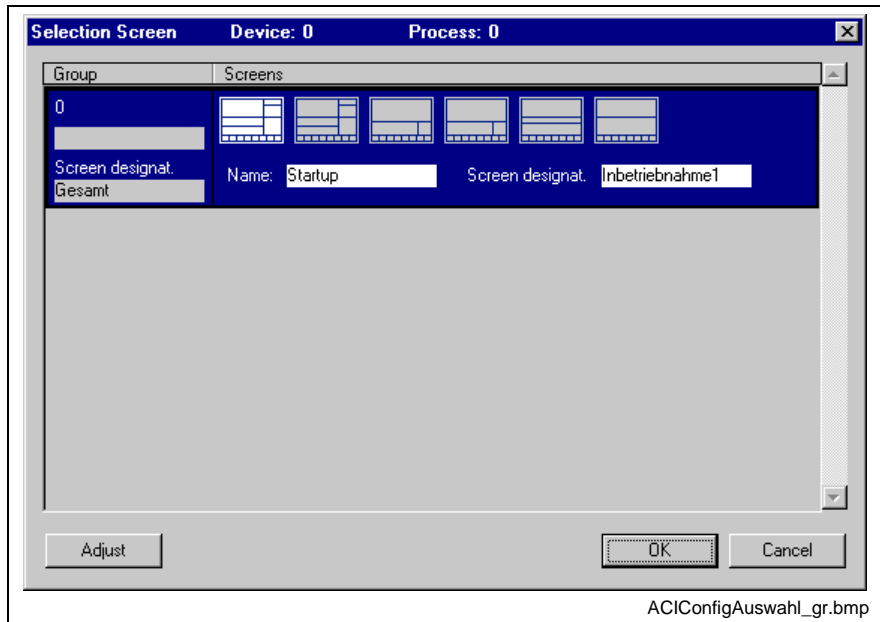 Selection Screen Device: 0 Process: 0
Group Screens
0
Screen designat.
Gesamt
Name: Startup Screen designat. Inbetriebnahme1
Adjust OK Cancel
ACIConfigAuswahl_gr.bmp